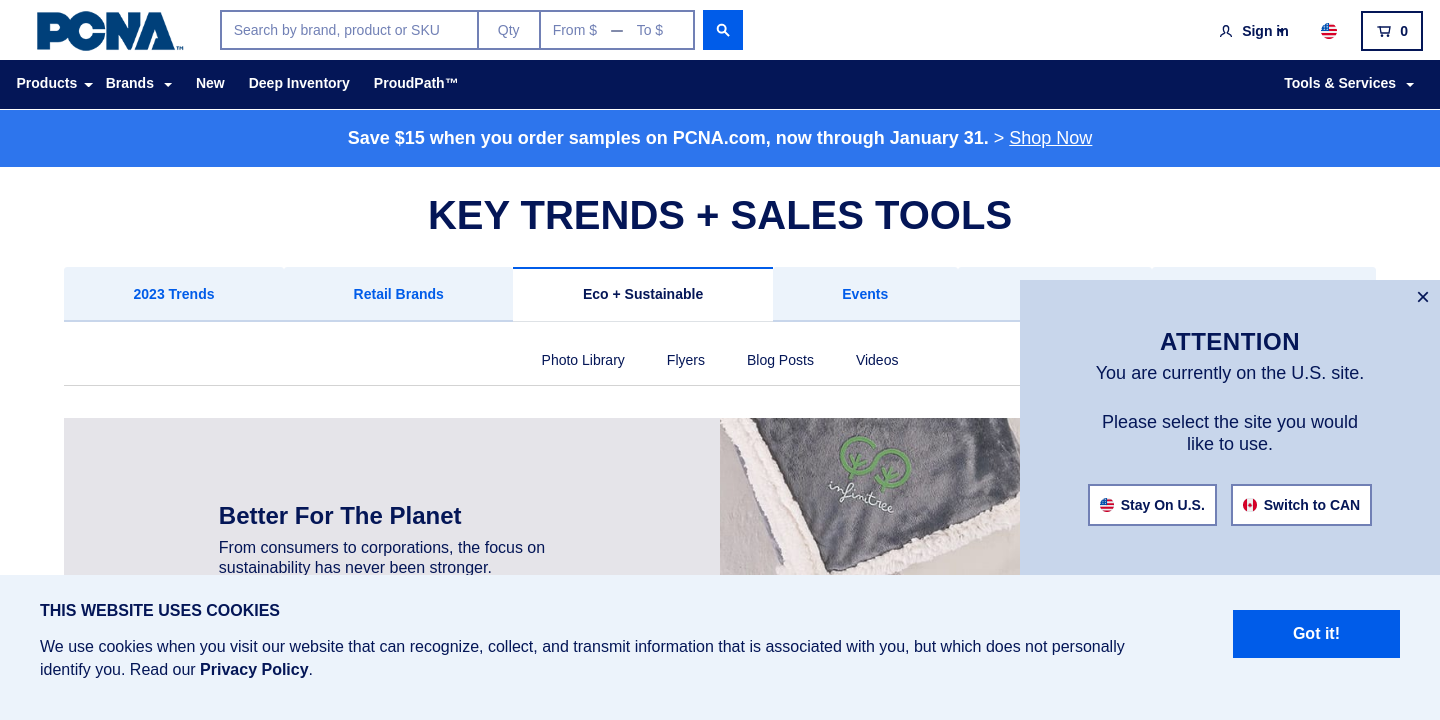 PCNA™
Search by brand, product or SKU
Qty
From $ — To $
Sign in
0
Products
Brands
New
Deep Inventory
ProudPath™
Tools & Services
Save $15 when you order samples on PCNA.com, now through January 31. > Shop Now
KEY TRENDS + SALES TOOLS
2023 Trends
Retail Brands
Eco + Sustainable
Events
Photo Library
Flyers
Blog Posts
Videos
×
ATTENTION
You are currently on the U.S. site.
Please select the site you would
like to use.
Stay On U.S.
Switch to CAN
infinitree
Better For The Planet
From consumers to corporations, the focus on
sustainability has never been stronger.
THIS WEBSITE USES COOKIES
We use cookies when you visit our website that can recognize, collect, and transmit information that is associated with you, but which does not personally
identify you. Read our Privacy Policy.
Got it!